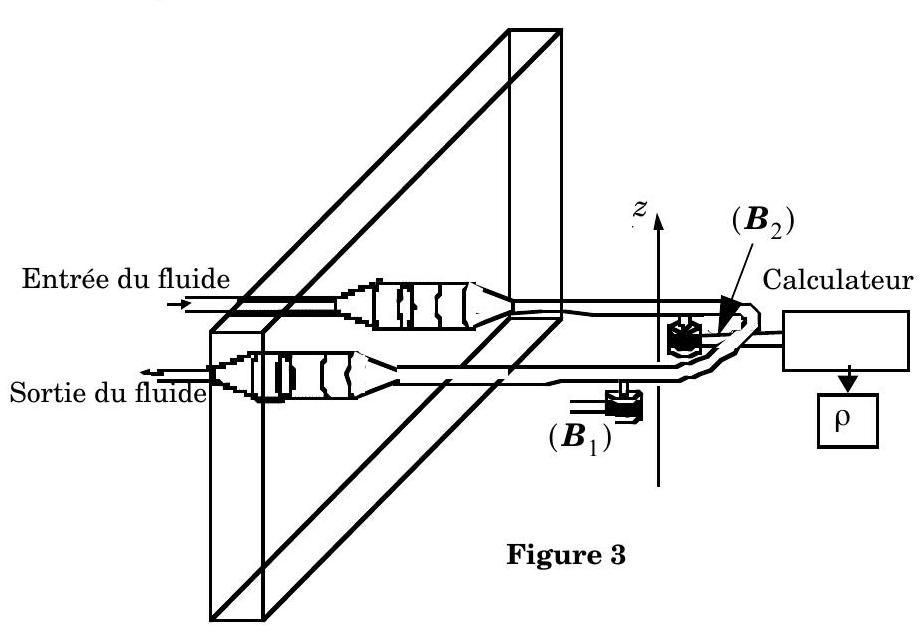 z
(B₂)
Entrée du fluide
Calculateur
Sortie du fluide
ρ
(B₁)
Figure 3